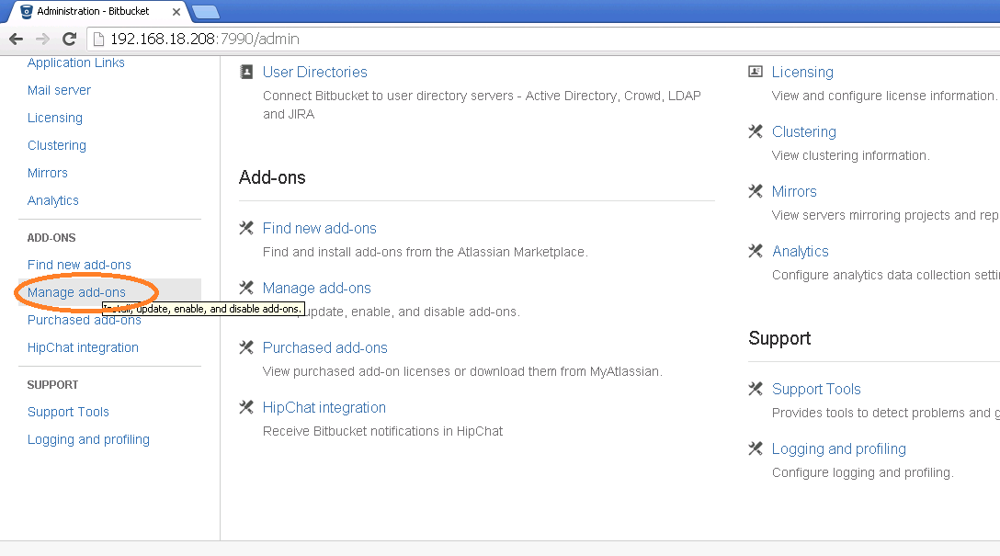 Administration - Bitbucket
192.168.18.208:7990/admin
Application Links
Mail server
Licensing
Clustering
Mirrors
Analytics
ADD-ONS
Find new add-ons
Manage add-ons
Install, update, enable, and disable add-ons.
Purchased add-ons
HipChat integration
SUPPORT
Support Tools
Logging and profiling
User Directories
Connect Bitbucket to user directory servers - Active Directory, Crowd, LDAP
and JIRA
Add-ons
Find new add-ons
Find and install add-ons from the Atlassian Marketplace.
Manage add-ons
update, enable, and disable add-ons.
Purchased add-ons
View purchased add-on licenses or download them from MyAtlassian.
HipChat integration
Receive Bitbucket notifications in HipChat
Licensing
View and configure license information.
Clustering
View clustering information.
Mirrors
View servers mirroring projects and rep
Analytics
Configure analytics data collection setti
Support
Support Tools
Provides tools to detect problems and g
Logging and profiling
Configure logging and profiling.